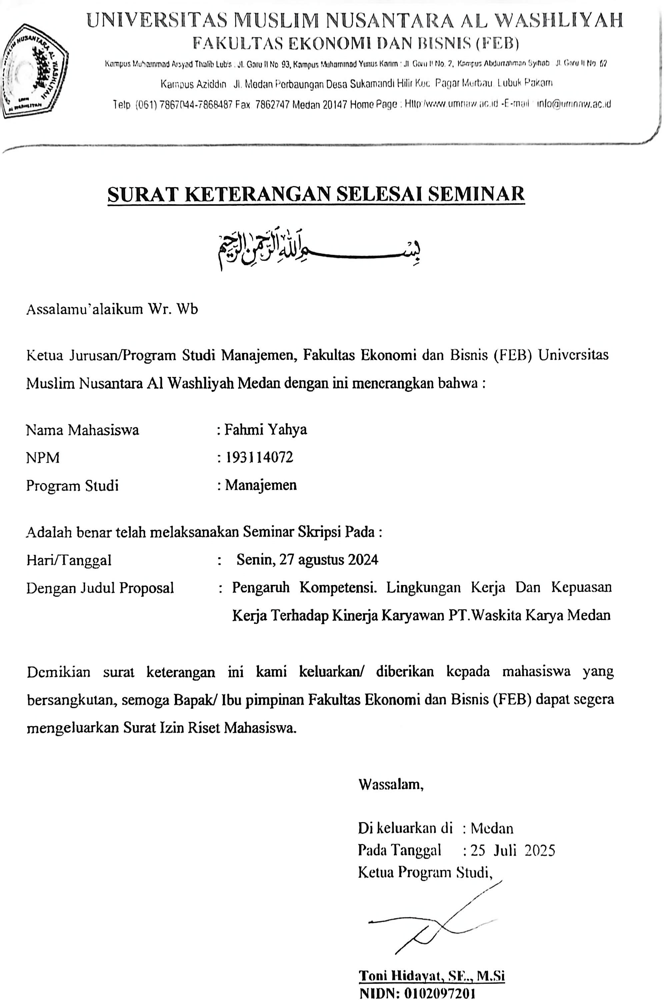 UNIVERSITAS MUSLIM NUSANTARA AL WASHLIYAH
FAKULTAS EKONOMI DAN BISNIS (FEB)
Kampus Muhammad Arsyad Thalib Lubis : Jl. Garu II No 93, Kampus Muhammad Yunus Karim : Jl Garu II No. 2, Kampus Abdurrahman Syihab Jl Garu II No 52
Kampus Aziddin Jl. Medan Perbaungan Desa Sukamandi Hilir Kec Pagar Merbau Lubuk Pakam
Telp (061) 7867044-7868487 Fax 7862747 Medan 20147 Home Page : Http /www umnaw ac.id -E-mail info@umnaw.ac.id
MUSLIM NUSANTARA AL WASHLIYAH
SURAT KETERANGAN SELESAI SEMINAR
بِسْمِ اللَّهِ الرَّحْمٰنِ الرَّحِيْمِ
Assalamu'alaikum Wr. Wb
Ketua Jurusan/Program Studi Manajemen, Fakultas Ekonomi dan Bisnis (FEB) Universitas
Muslim Nusantara Al Washliyah Medan dengan ini menerangkan bahwa :
Nama Mahasiswa : Fahmi Yahya
NPM : 193114072
Program Studi : Manajemen
Adalah benar telah melaksanakan Seminar Skripsi Pada :
Hari/Tanggal : Senin, 27 agustus 2024
Dengan Judul Proposal : Pengaruh Kompetensi. Lingkungan Kerja Dan Kepuasan
Kerja Terhadap Kinerja Karyawan PT.Waskita Karya Medan
Demikian surat keterangan ini kami keluarkan/ diberikan kepada mahasiswa yang
bersangkutan, semoga Bapak/ Ibu pimpinan Fakultas Ekonomi dan Bisnis (FEB) dapat segera
mengeluarkan Surat Izin Riset Mahasiswa.
Wassalam,
Di keluarkan di : Medan
Pada Tanggal : 25 Juli 2025
Ketua Program Studi,
Toni Hidayat, SE., M.Si
NIDN: 0102097201